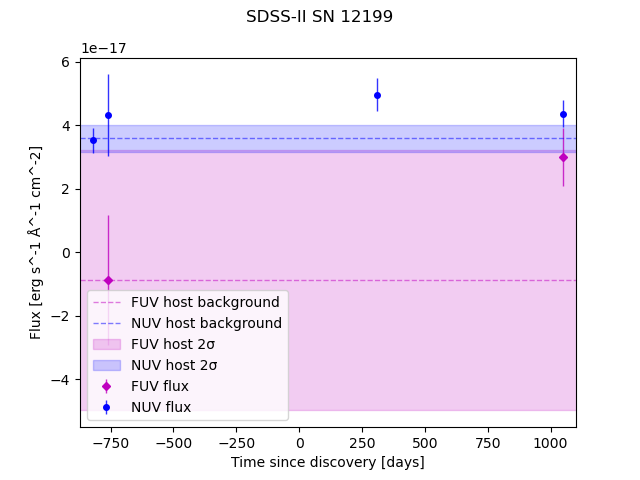 SDSS-II SN 12199
1e−17
6
4
2
0
−2
−4
Flux [erg s^-1 Å^-1 cm^-2]
FUV host background
NUV host background
FUV host 2σ
NUV host 2σ
FUV flux
NUV flux
−750 −500 −250 0 250 500 750 1000
Time since discovery [days]